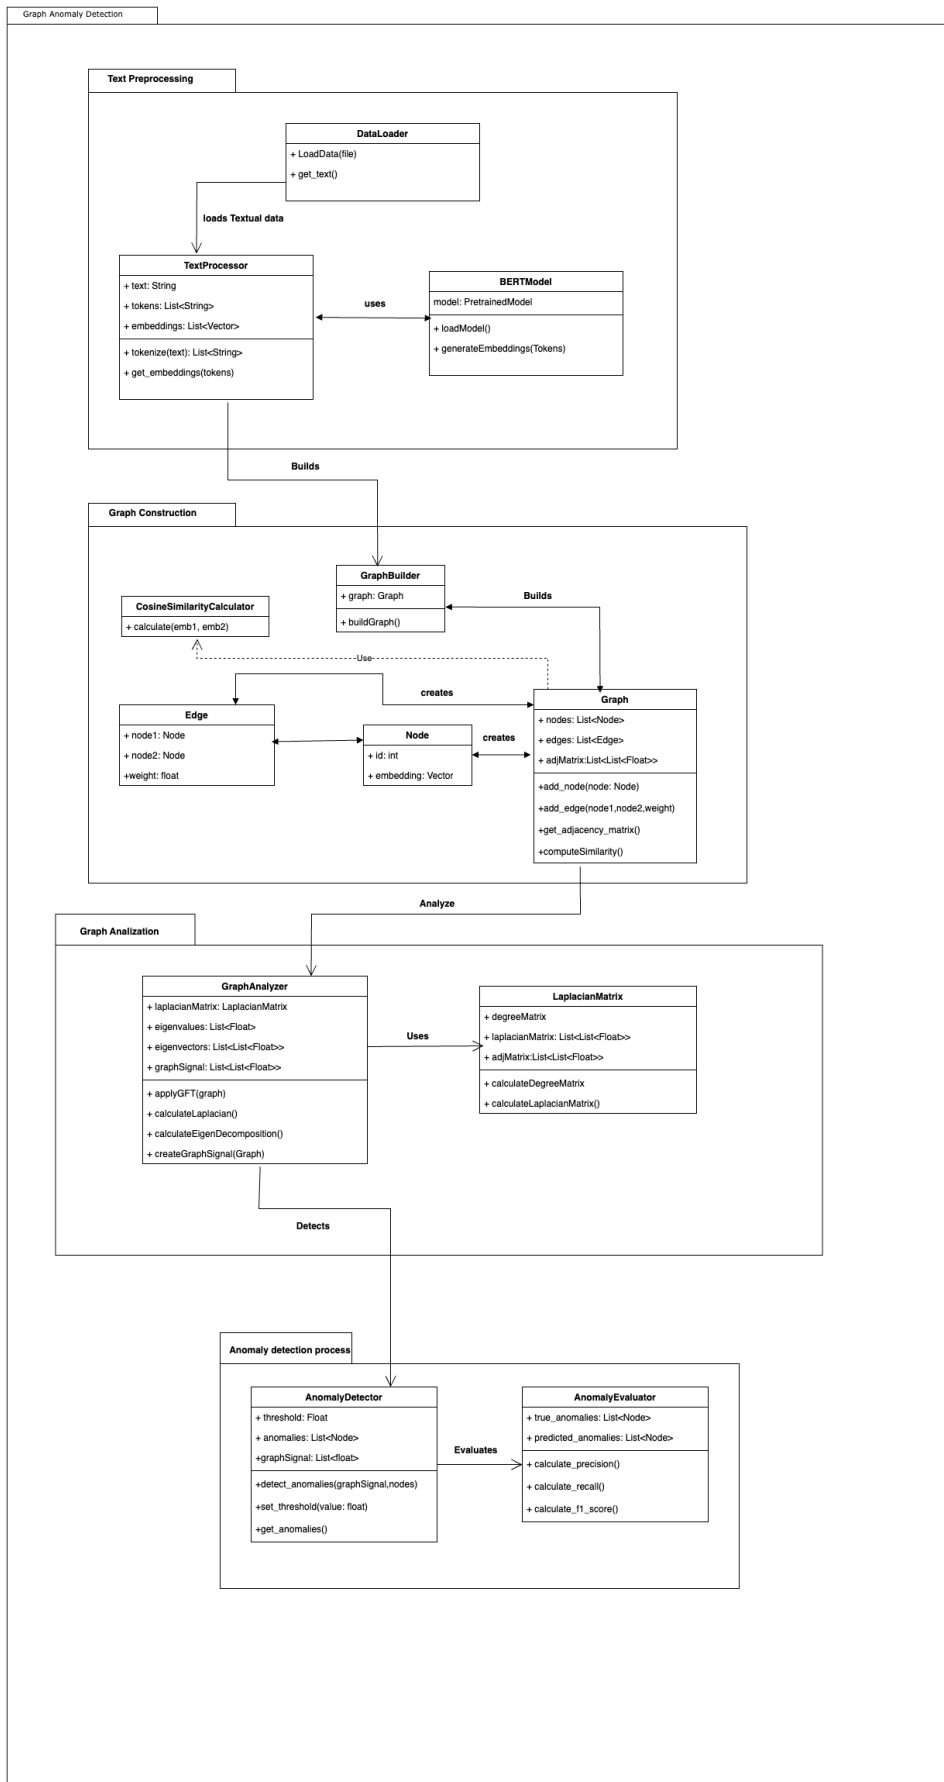 Graph Anomaly Detection
Text Preprocessing
DataLoader
+ LoadData(file)
+ get_text()
loads Textual data
TextProcessor
+ text: String
+ tokens: List<String>
+ embeddings: List<Vector>
+ tokenize(text): List<String>
+ get_embeddings(tokens)
uses
BERTModel
model: PretrainedModel
+ loadModel()
+ generateEmbeddings(Tokens)
Builds
Graph Construction
GraphBuilder
+ graph: Graph
+ buildGraph()
Builds
CosineSimilarityCalculator
+ calculate(emb1, emb2)
Use
creates
Edge
+ node1: Node
+ node2: Node
+weight: float
Node
+ id: int
+ embedding: Vector
creates
Graph
+ nodes: List<Node>
+ edges: List<Edge>
+ adjMatrix:List<List<Float>>
+add_node(node: Node)
+add_edge(node1,node2,weight)
+get_adjacency_matrix()
+computeSimilarity()
Analyze
Graph Analization
GraphAnalyzer
+ laplacianMatrix: LaplacianMatrix
+ eigenvalues: List<Float>
+ eigenvectors: List<List<Float>>
+ graphSignal: List<List<Float>>
+ applyGFT(graph)
+ calculateLaplacian()
+ calculateEigenDecomposition()
+ createGraphSignal(Graph)
Uses
LaplacianMatrix
+ degreeMatrix
+ laplacianMatrix: List<List<Float>>
+ adjMatrix:List<List<Float>>
+ calculateDegreeMatrix
+ calculateLaplacianMatrix()
Detects
Anomaly detection process
AnomalyDetector
+ threshold: Float
+ anomalies: List<Node>
+graphSignal: List<float>
+detect_anomalies(graphSignal,nodes)
+set_threshold(value: float)
+get_anomalies()
Evaluates
AnomalyEvaluator
+ true_anomalies: List<Node>
+ predicted_anomalies: List<Node>
+ calculate_precision()
+ calculate_recall()
+ calculate_f1_score()